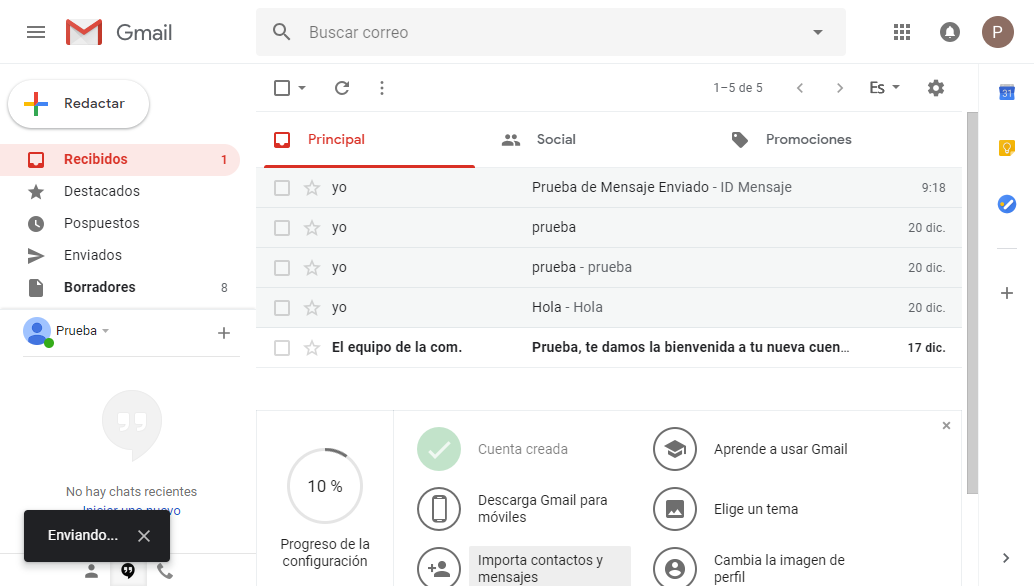 Gmail
Buscar correo
P
Redactar
1–5 de 5
Es
31
Recibidos 1
Destacados
Pospuestos
Enviados
Borradores 8
Prueba
No hay chats recientes
Iniciar uno nuevo
Enviando...
Principal
Social
Promociones
yo Prueba de Mensaje Enviado - ID Mensaje 9:18
yo prueba 20 dic.
yo prueba - prueba 20 dic.
yo Hola - Hola 20 dic.
El equipo de la com. Prueba, te damos la bienvenida a tu nueva cuen... 17 dic.
10 %
Progreso de la
configuración
Cuenta creada
Aprende a usar Gmail
Descarga Gmail para
móviles
Elige un tema
Importa contactos y
mensajes
Cambia la imagen de
perfil